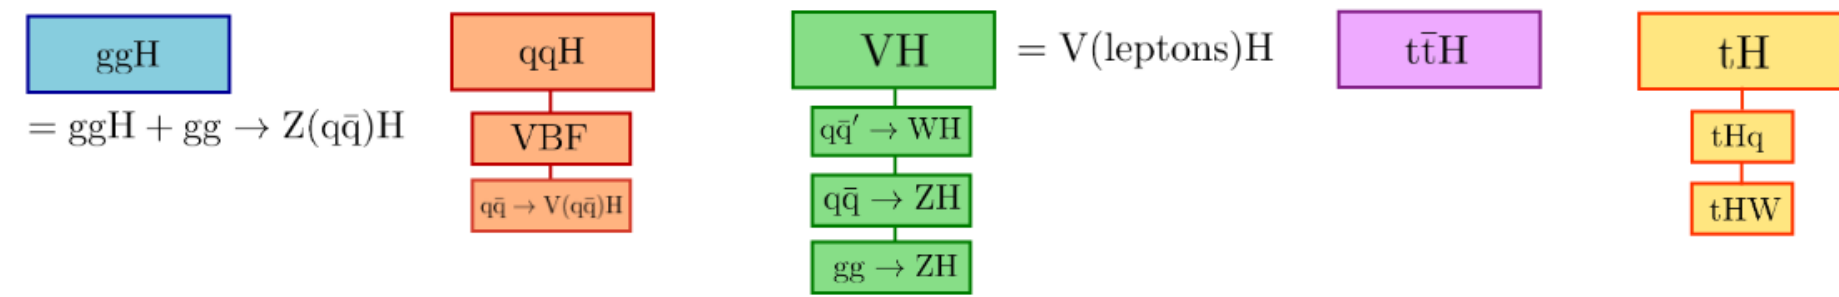 ggH
= ggH + gg → Z(qq̄)H
qqH
VBF
qq̄ → V(qq̄)H
VH
= V(leptons)H
qq̄′ → WH
qq̄ → ZH
gg → ZH
tt̄H
tH
tHq
tHW